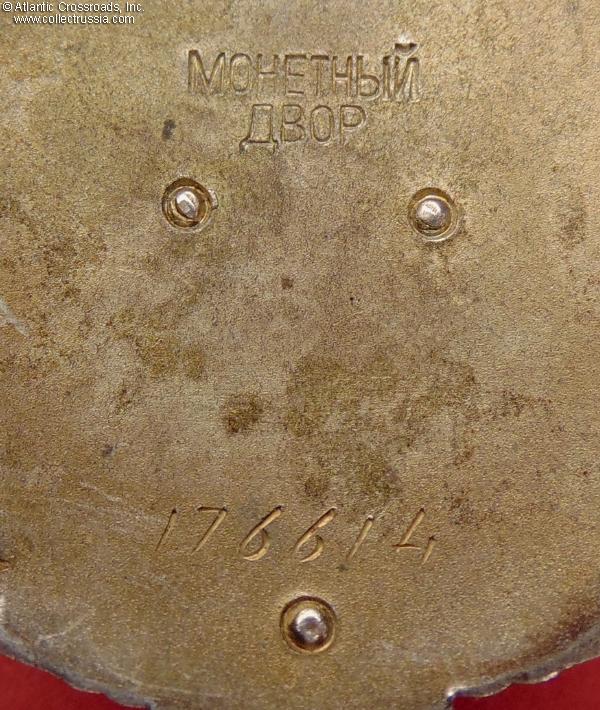 © Atlantic Crossroads, Inc.
www.collectrussia.com
МОНЕТНЫЙ
ДВОР
176614